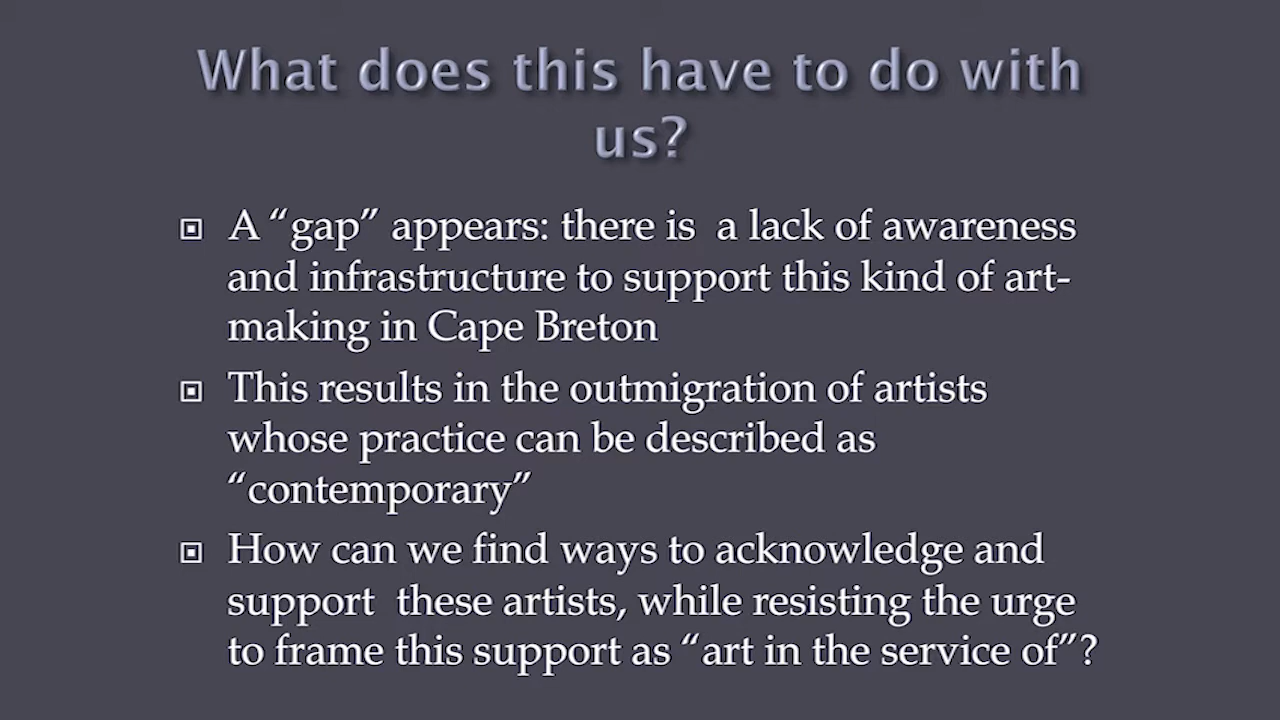 What does this have to do with
us?
A “gap” appears: there is  a lack of awareness
and infrastructure to support this kind of art-
making in Cape Breton
This results in the outmigration of artists
whose practice can be described as
“contemporary”
How can we find ways to acknowledge and
support  these artists, while resisting the urge
to frame this support as “art in the service of”?